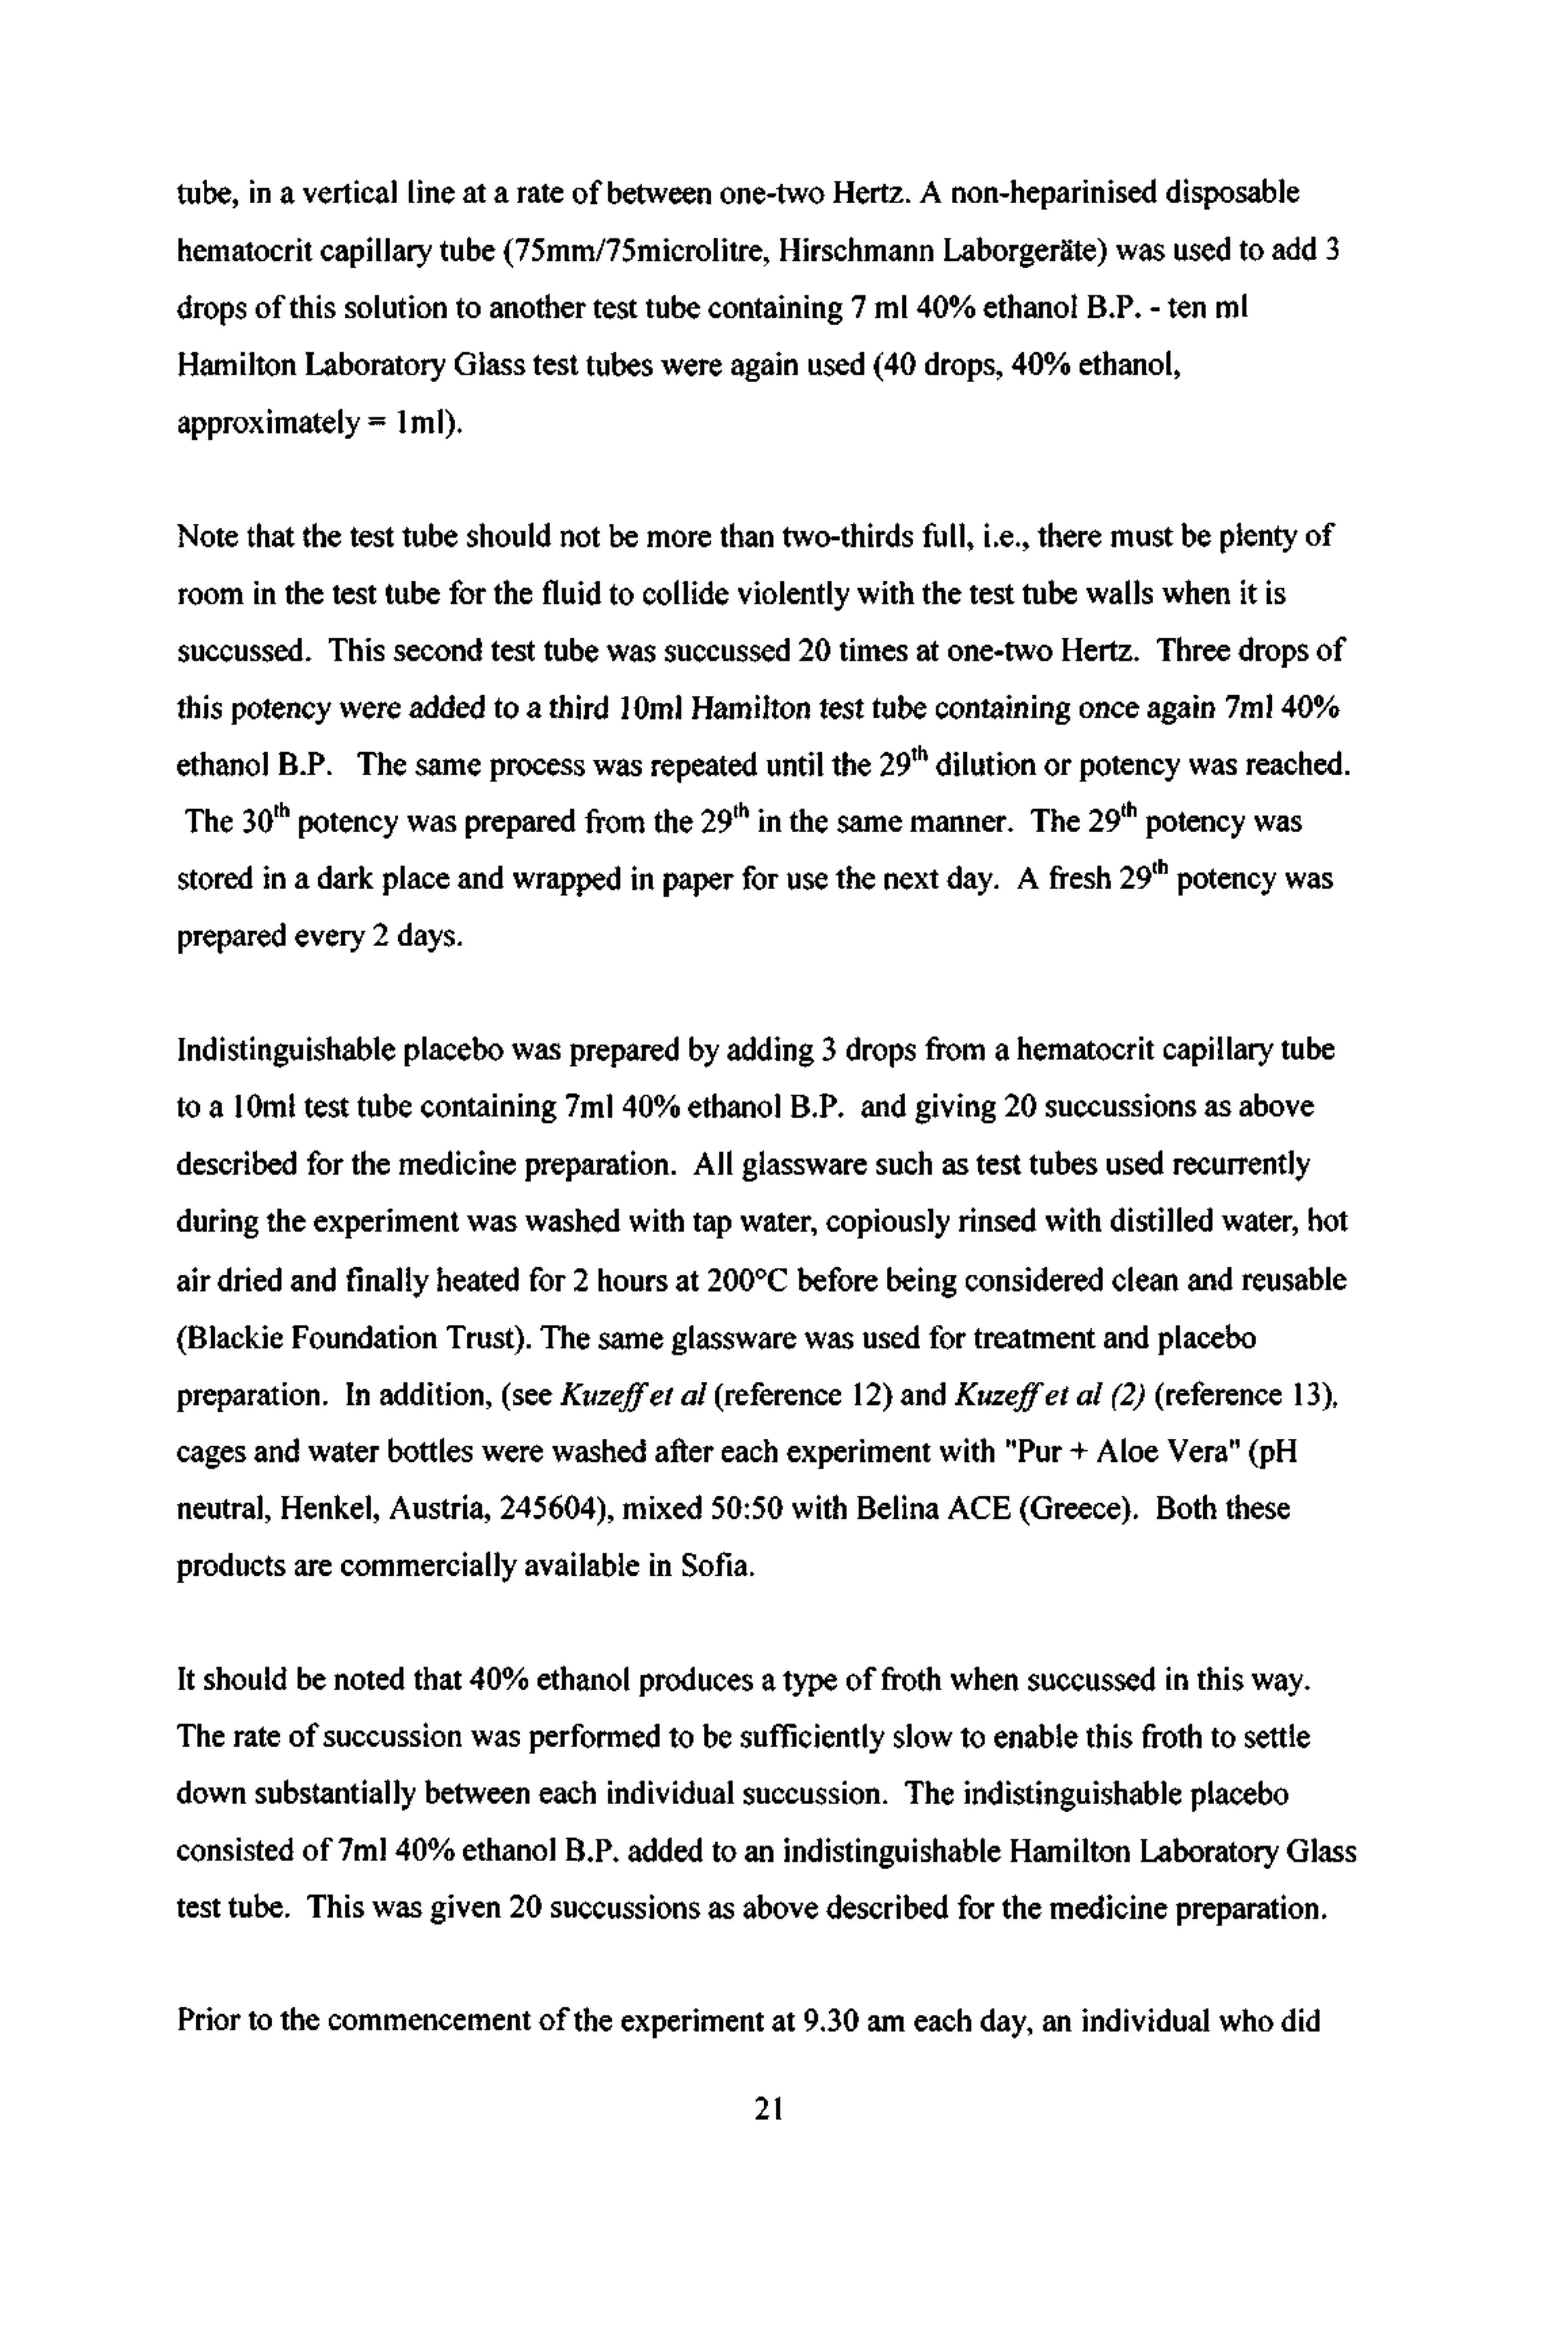 tube, in a vertical line at a rate of between one-two Hertz. A non-heparinised disposable
hematocrit capillary tube (75mm/75microlitre, Hirschmann Laborgeräte) was used to add 3
drops of this solution to another test tube containing 7 ml 40% ethanol B.P. - ten ml
Hamilton Laboratory Glass test tubes were again used (40 drops, 40% ethanol,
approximately = 1ml).
Note that the test tube should not be more than two-thirds full, i.e., there must be plenty of
room in the test tube for the fluid to collide violently with the test tube walls when it is
succussed. This second test tube was succussed 20 times at one-two Hertz. Three drops of
this potency were added to a third 10ml Hamilton test tube containing once again 7ml 40%
ethanol B.P. The same process was repeated until the 29th dilution or potency was reached.
The 30th potency was prepared from the 29th in the same manner. The 29th potency was
stored in a dark place and wrapped in paper for use the next day. A fresh 29th potency was
prepared every 2 days.
Indistinguishable placebo was prepared by adding 3 drops from a hematocrit capillary tube
to a 10ml test tube containing 7ml 40% ethanol B.P. and giving 20 succussions as above
described for the medicine preparation. All glassware such as test tubes used recurrently
during the experiment was washed with tap water, copiously rinsed with distilled water, hot
air dried and finally heated for 2 hours at 200°C before being considered clean and reusable
(Blackie Foundation Trust). The same glassware was used for treatment and placebo
preparation. In addition, (see Kuzeff et al (reference 12) and Kuzeff et al (2) (reference 13),
cages and water bottles were washed after each experiment with "Pur + Aloe Vera" (pH
neutral, Henkel, Austria, 245604), mixed 50:50 with Belina ACE (Greece). Both these
products are commercially available in Sofia.
It should be noted that 40% ethanol produces a type of froth when succussed in this way.
The rate of succussion was performed to be sufficiently slow to enable this froth to settle
down substantially between each individual succussion. The indistinguishable placebo
consisted of 7ml 40% ethanol B.P. added to an indistinguishable Hamilton Laboratory Glass
test tube. This was given 20 succussions as above described for the medicine preparation.
Prior to the commencement of the experiment at 9.30 am each day, an individual who did
21